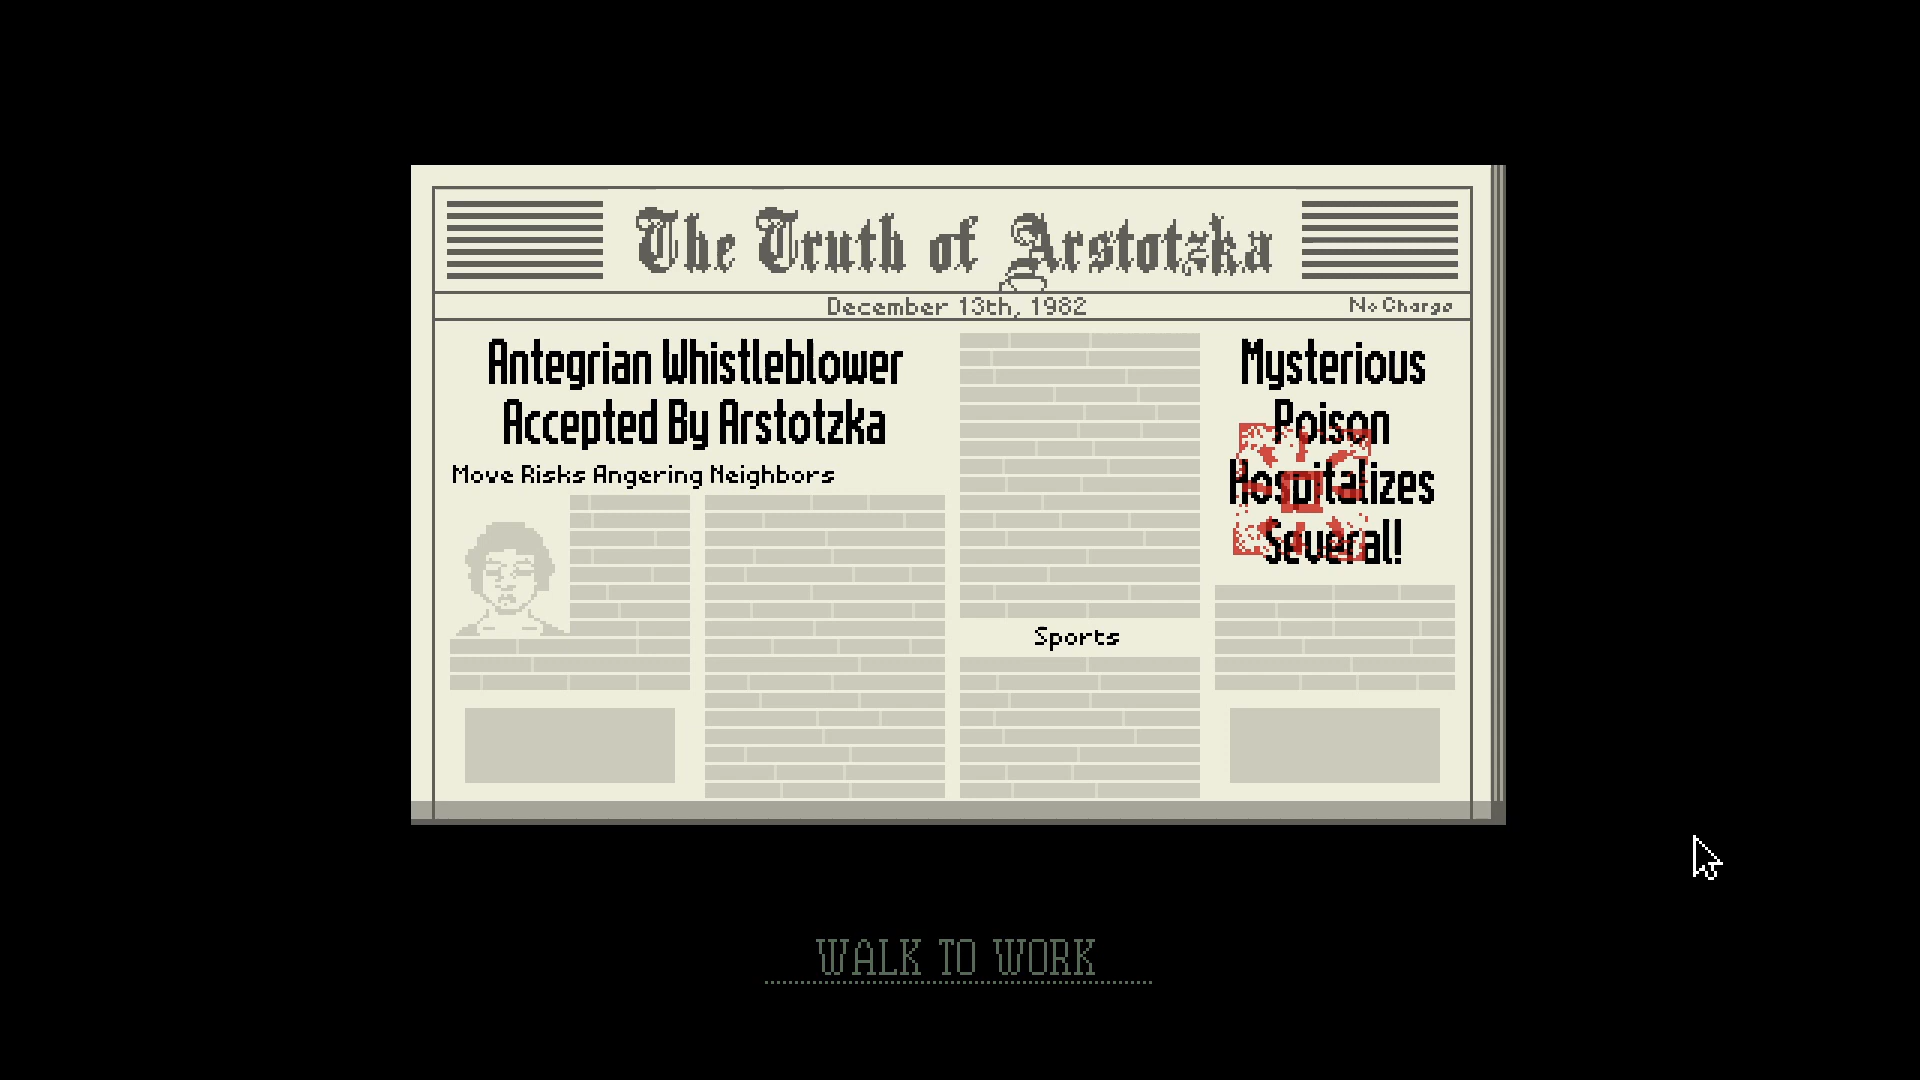 The Truth of Arstotzka
December 13th, 1982
No Charge
Antegrian Whistleblower
Accepted By Arstotzka
Move Risks Angering Neighbors
Sports
Mysterious
Poison
Hospitalizes
Several!
WALK TO WORK